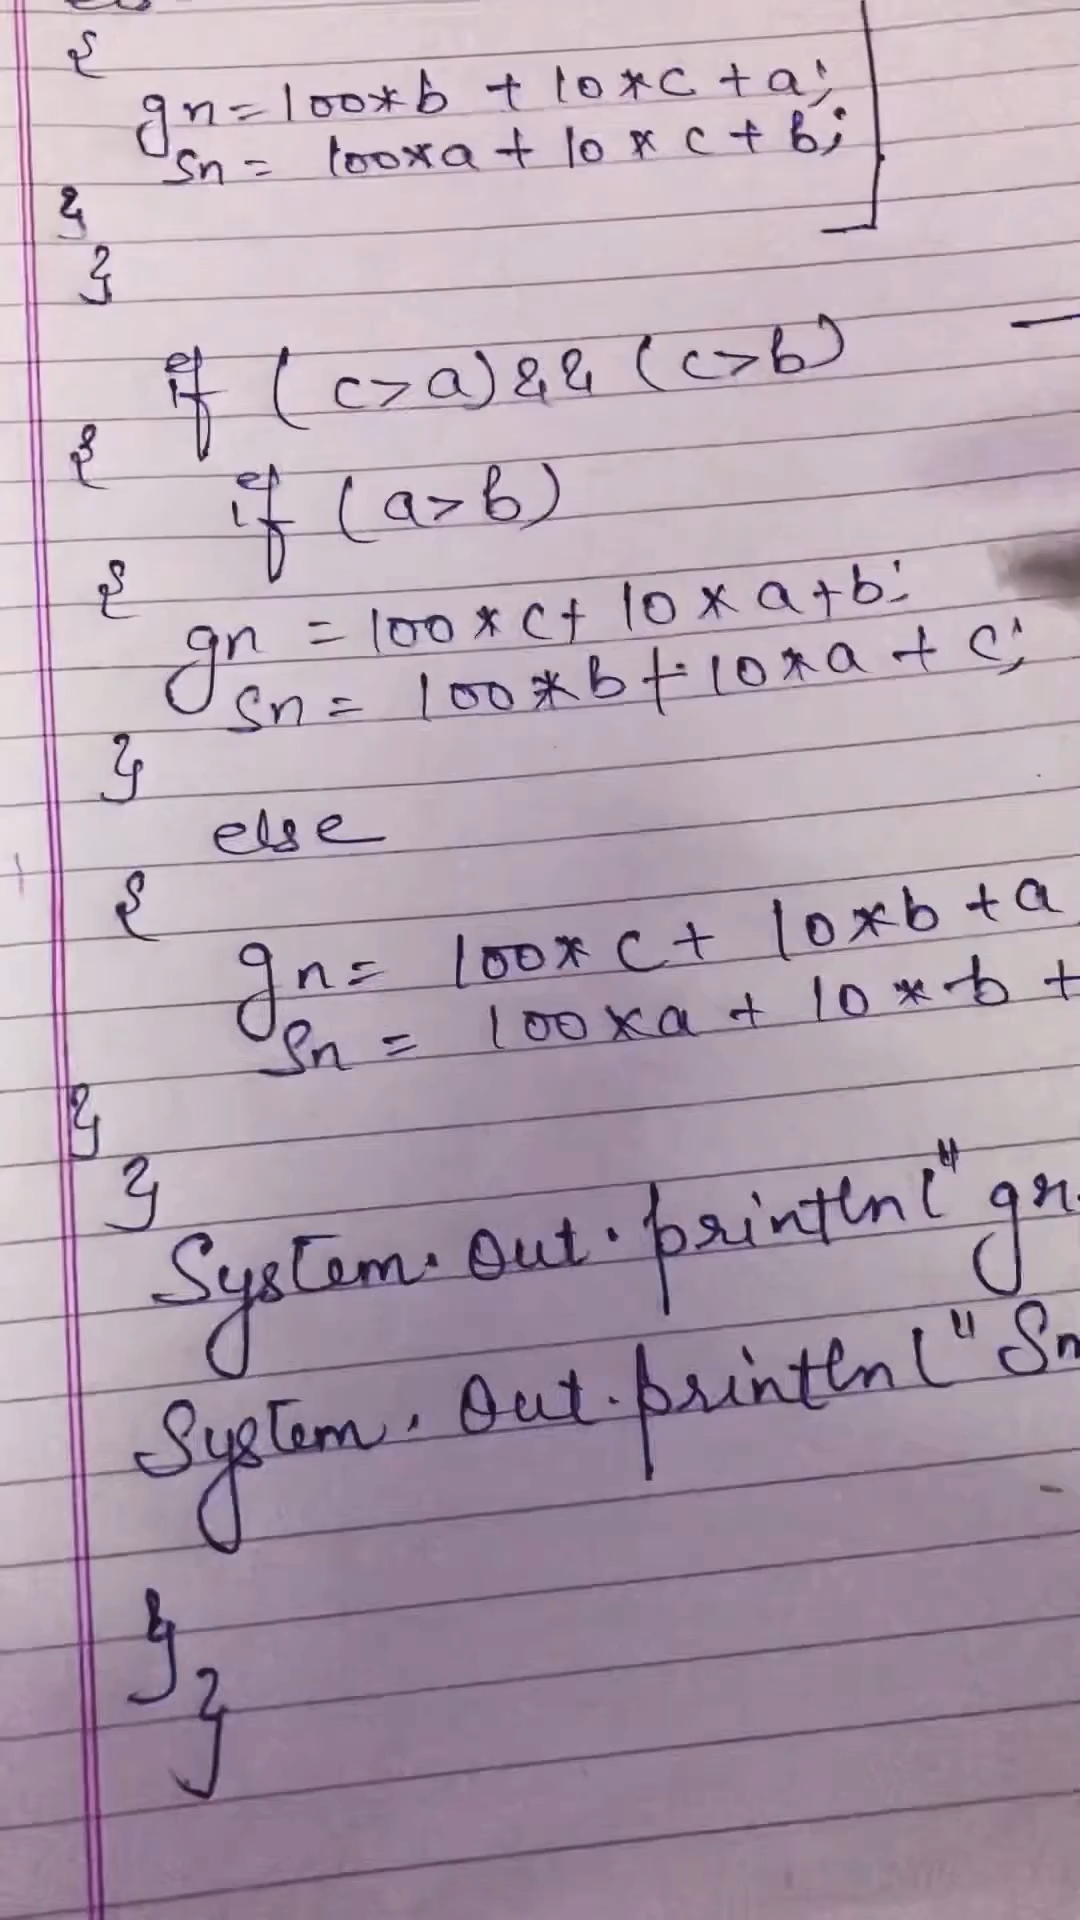 {
gn = 100*b + 10*c + a;
Sn = 100*a + 10 * c + b;
}
}
if (c>a) && (c>b)
{
if (a>b)
{
gn = 100*c + 10*a+b;
Sn = 100*b + 10*a + c;
}
else
{
gn = 100* c + 10*b + a
Sn = 100*a + 10 * b +
}
}
System.out.println("gn
System.out.println("Sn
}
}